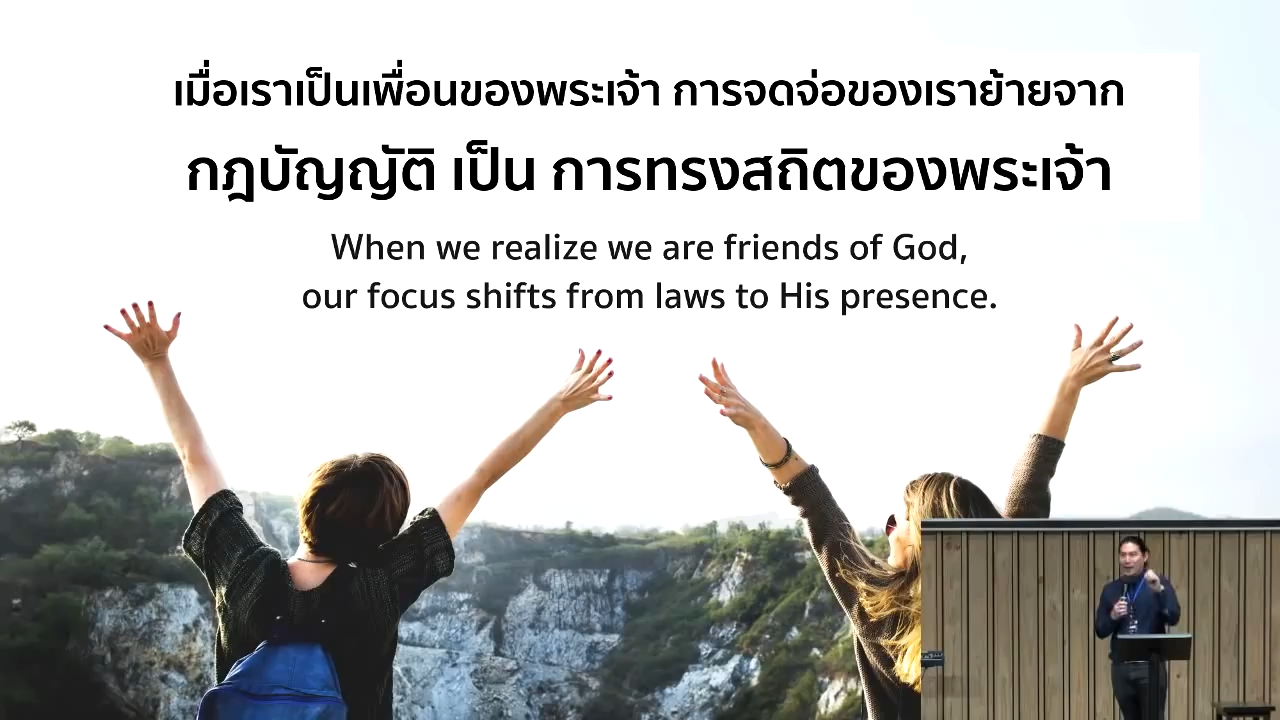 เมื่อเราเป็นเพื่อนของพระเจ้า การจดจ่อของเราย้ายจาก
กฎบัญญัติ เป็น การทรงสถิตของพระเจ้า
When we realize we are friends of God,
our focus shifts from laws to His presence.